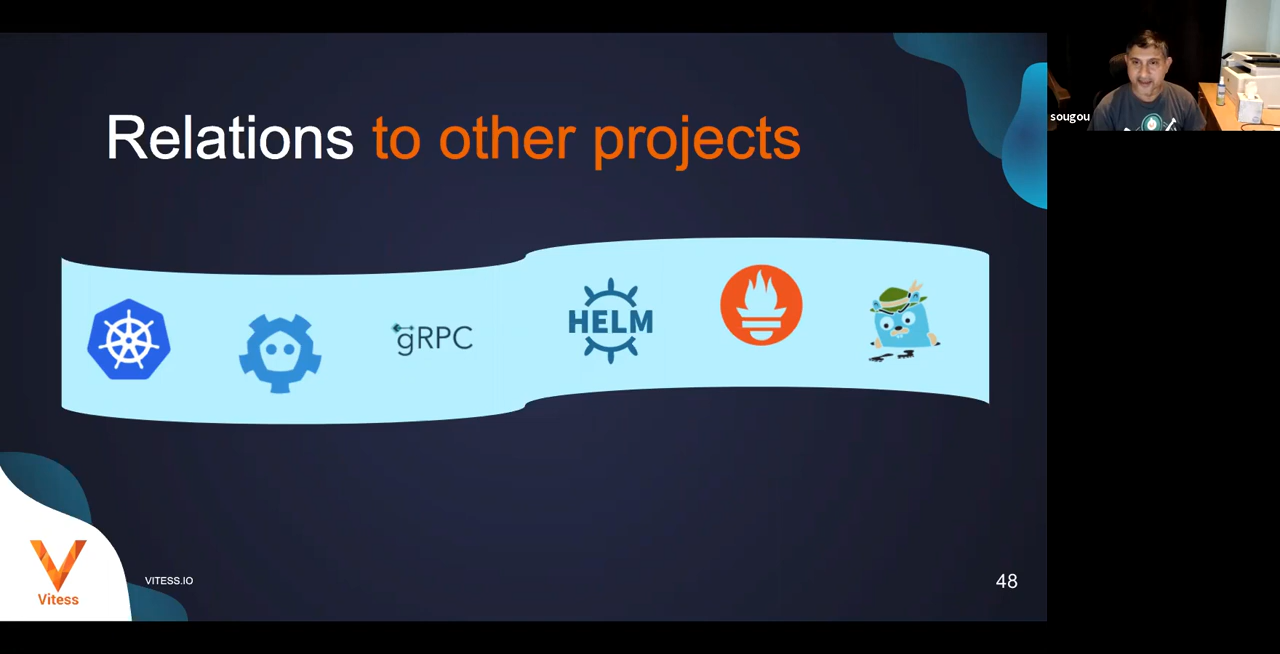 Relations to other projects
sougou
gRPC
HELM
Vitess
VITESS.IO
48